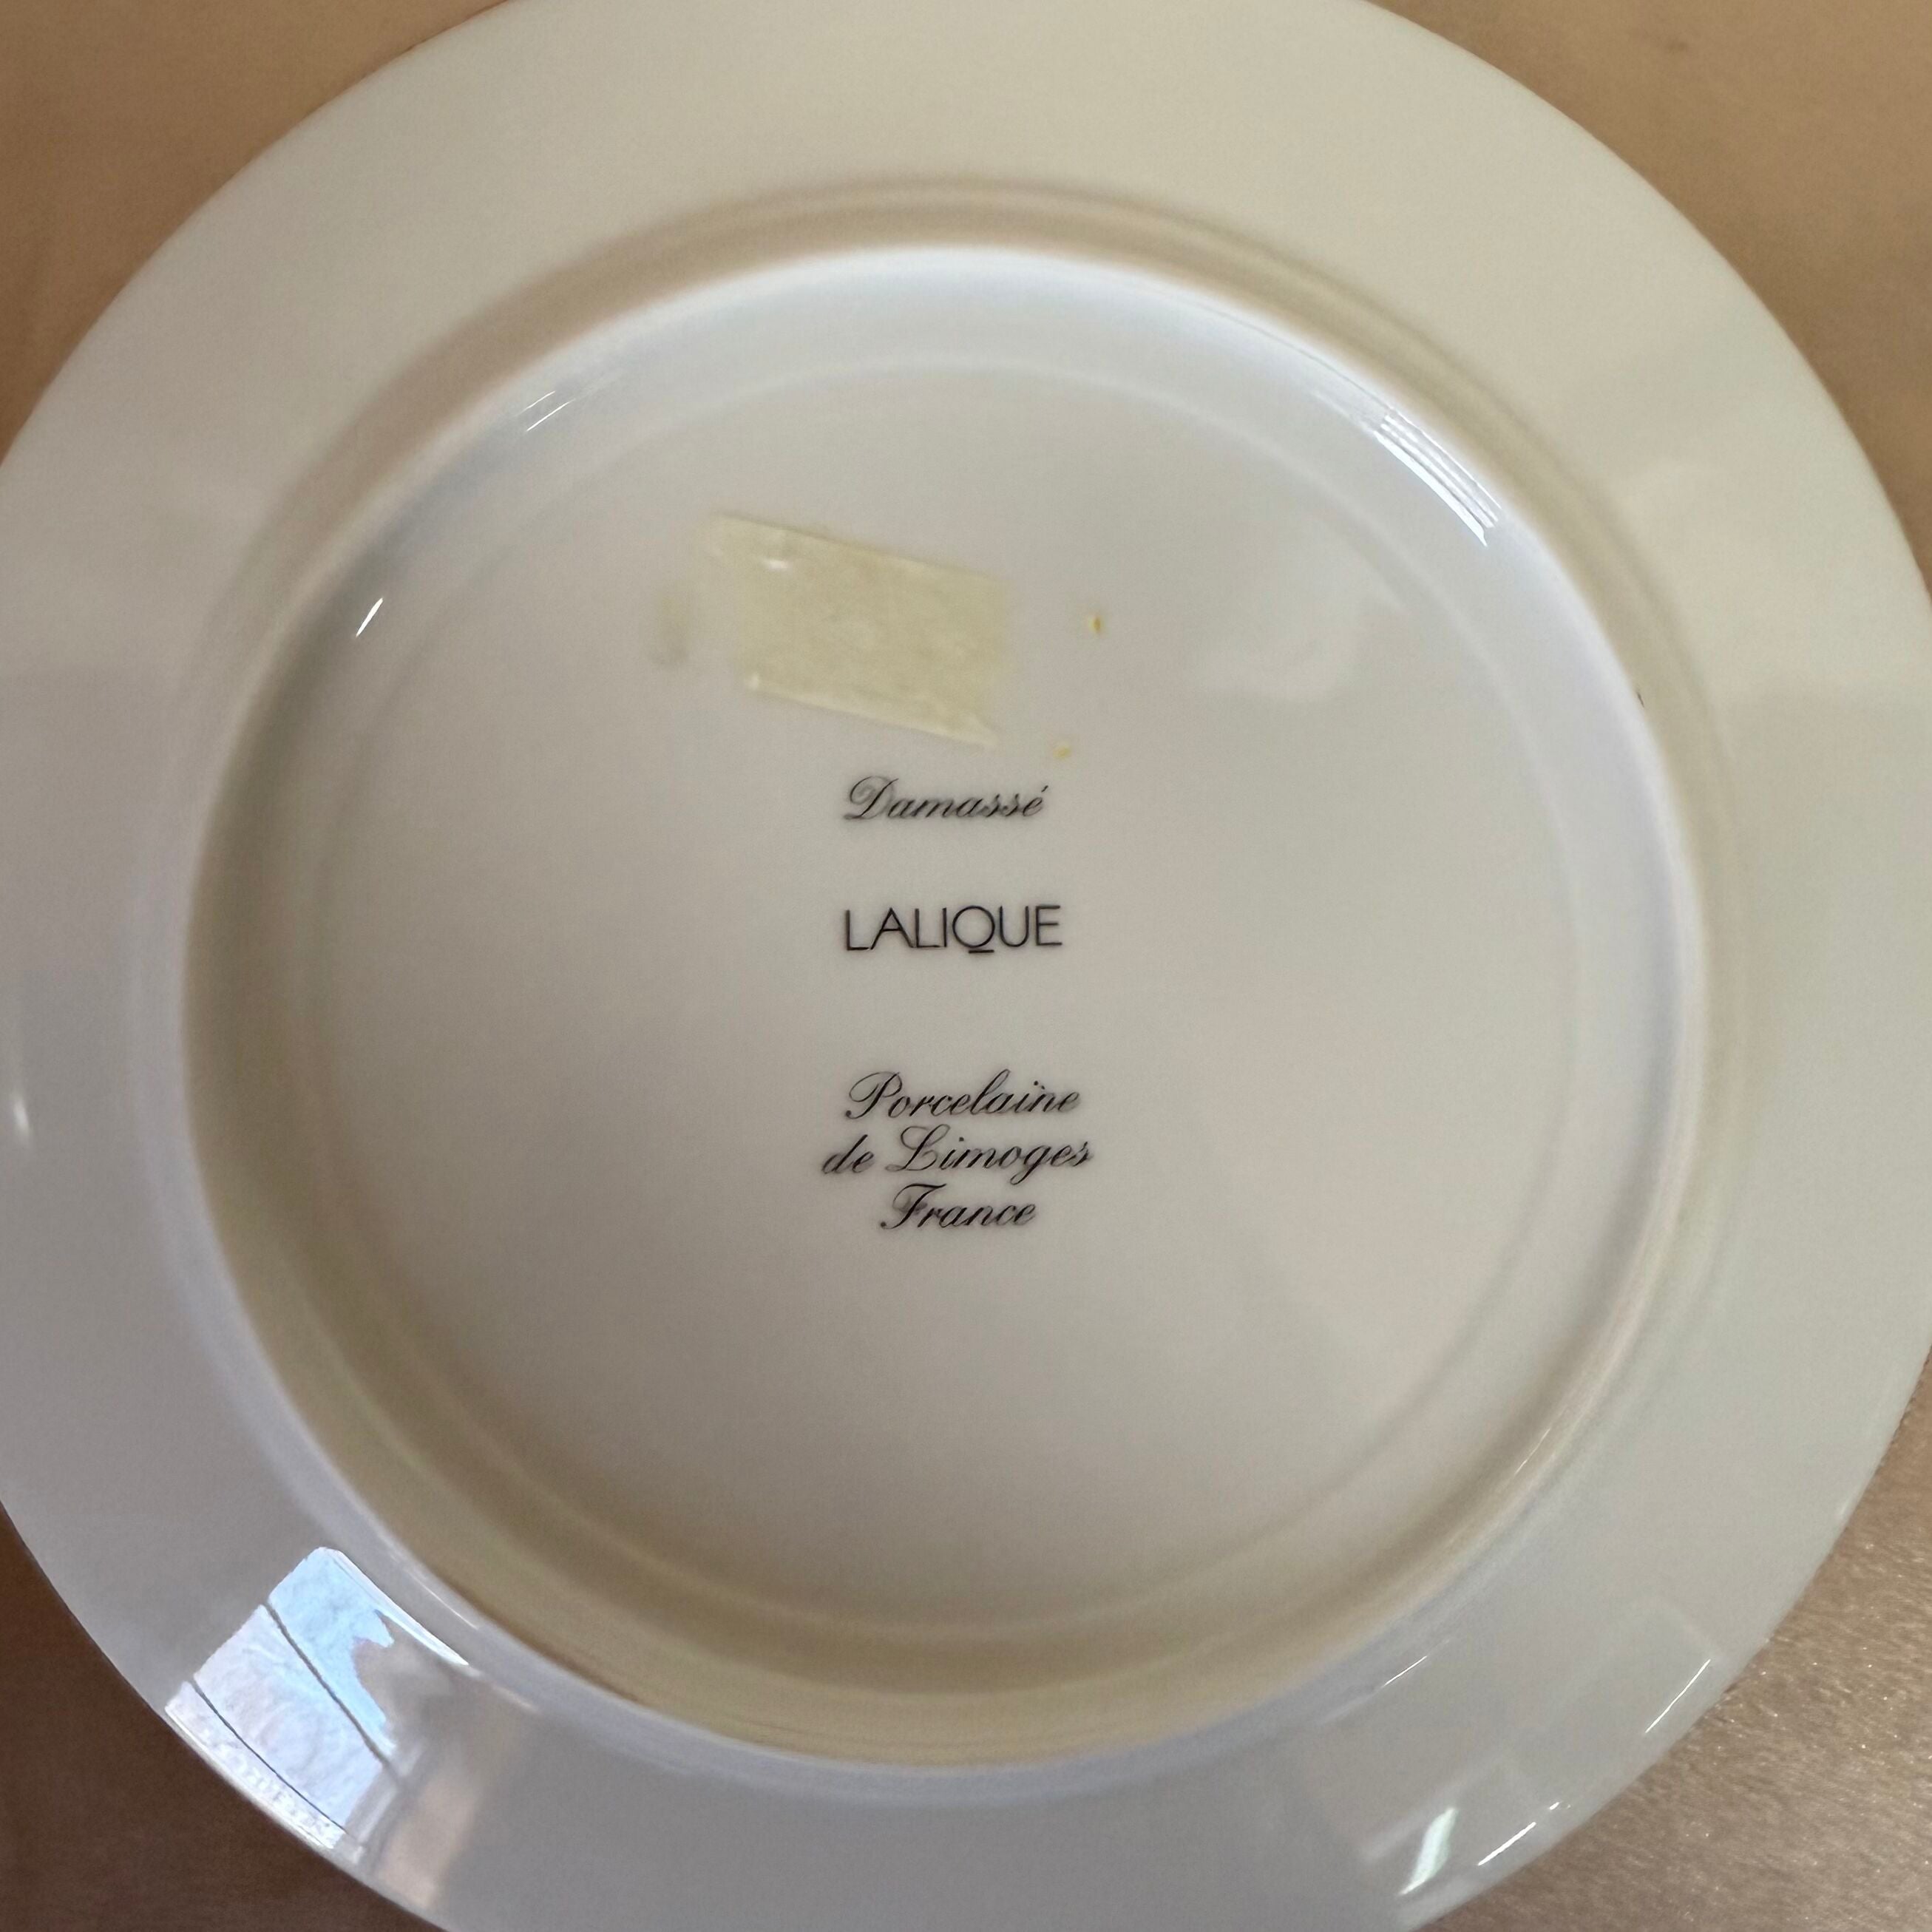 Damassé
LALIQUE
Porcelaine
de Limoges
France